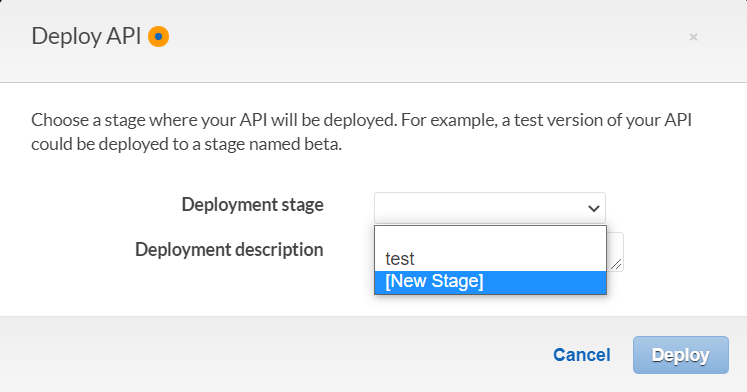 Deploy API
×
Choose a stage where your API will be deployed. For example, a test version of your API
could be deployed to a stage named beta.
Deployment stage
test
[New Stage]
Deployment description
Cancel
Deploy